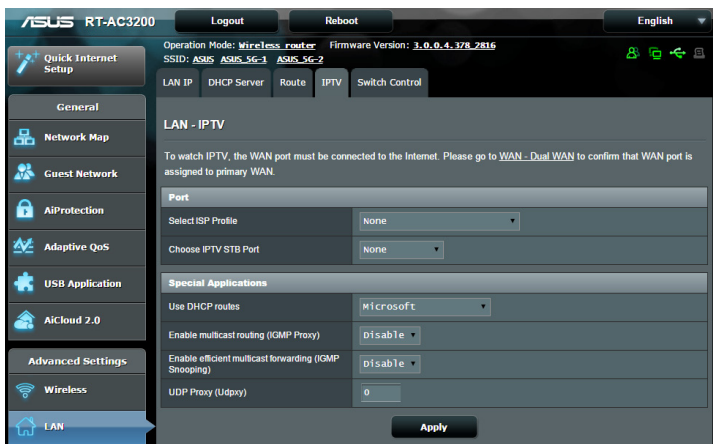 ASUS RT-AC3200 Logout Reboot English
Quick Internet Setup
Operation Mode: Wireless router Firmware Version: 3.0.0.4.378_2816
SSID: ASUS ASUS_5G-1 ASUS_5G-2
LAN IP DHCP Server Route IPTV Switch Control
General
Network Map
Guest Network
AiProtection
Adaptive QoS
USB Application
AiCloud 2.0
Advanced Settings
Wireless
LAN
LAN - IPTV
To watch IPTV, the WAN port must be connected to the Internet. Please go to WAN - Dual WAN to confirm that WAN port is
assigned to primary WAN.
Port
Select ISP Profile None
Choose IPTV STB Port None
Special Applications
Use DHCP routes Microsoft
Enable multicast routing (IGMP Proxy) Disable
Enable efficient multicast forwarding (IGMP
Snooping) Disable
UDP Proxy (Udpxy) 0
Apply